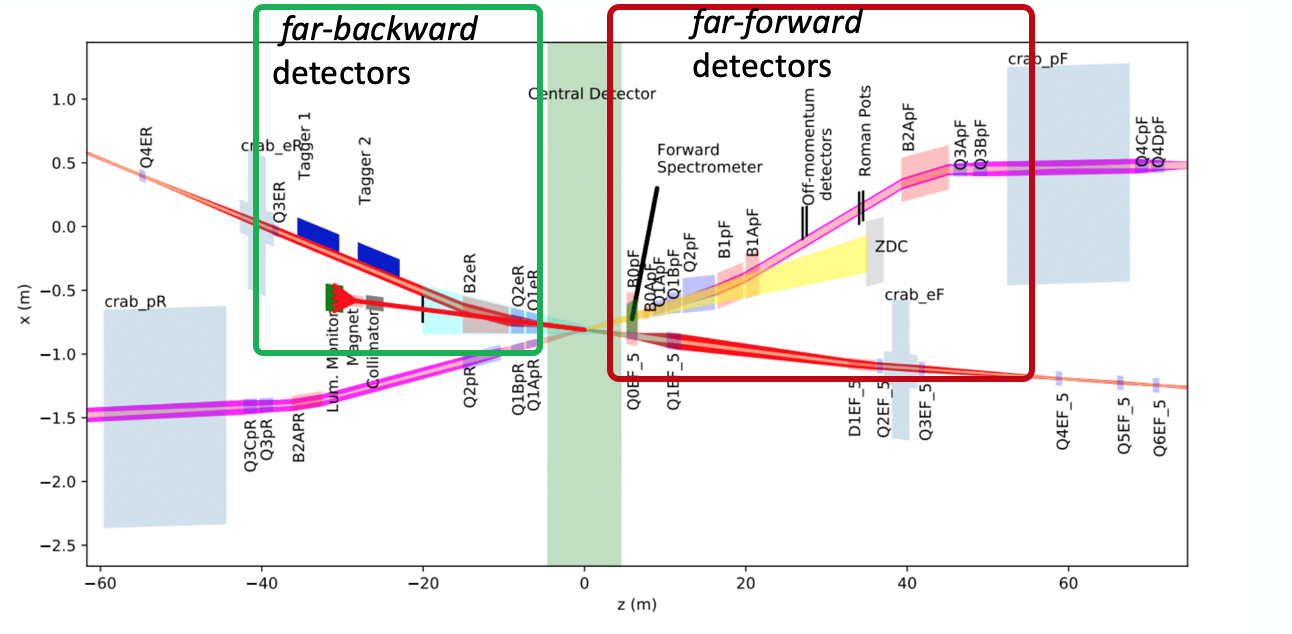 far-backward
detectors
far-forward
detectors
Central Detector
crab_pF
Q4ER
crab_eR
Tagger 1
Tagger 2
Q3ER
Forward
Spectrometer
Off-momentum
detectors
Roman Pots
B2ApF
Q3ApF
Q3BpF
Q4CpF
Q4DpF
ZDC
B2eR
Q2eR
Q1eR
B0pF
B0ApF
Q1ApF
Q1BpF
Q2pF
B1pF
B1ApF
crab_pR
crab_eF
Lum. Monitor
Magnet
Collimator
Q2pR
Q1BpR
Q1ApR
Q0EF_5
Q1EF_5
D1EF_5
Q2EF_5
Q3EF_5
Q4EF_5
Q5EF_5
Q6EF_5
Q3CpR
Q3pR
B2APR
x (m)
1.0
0.5
0.0
−0.5
−1.0
−1.5
−2.0
−2.5
−60
−40
−20
0
20
40
60
z (m)